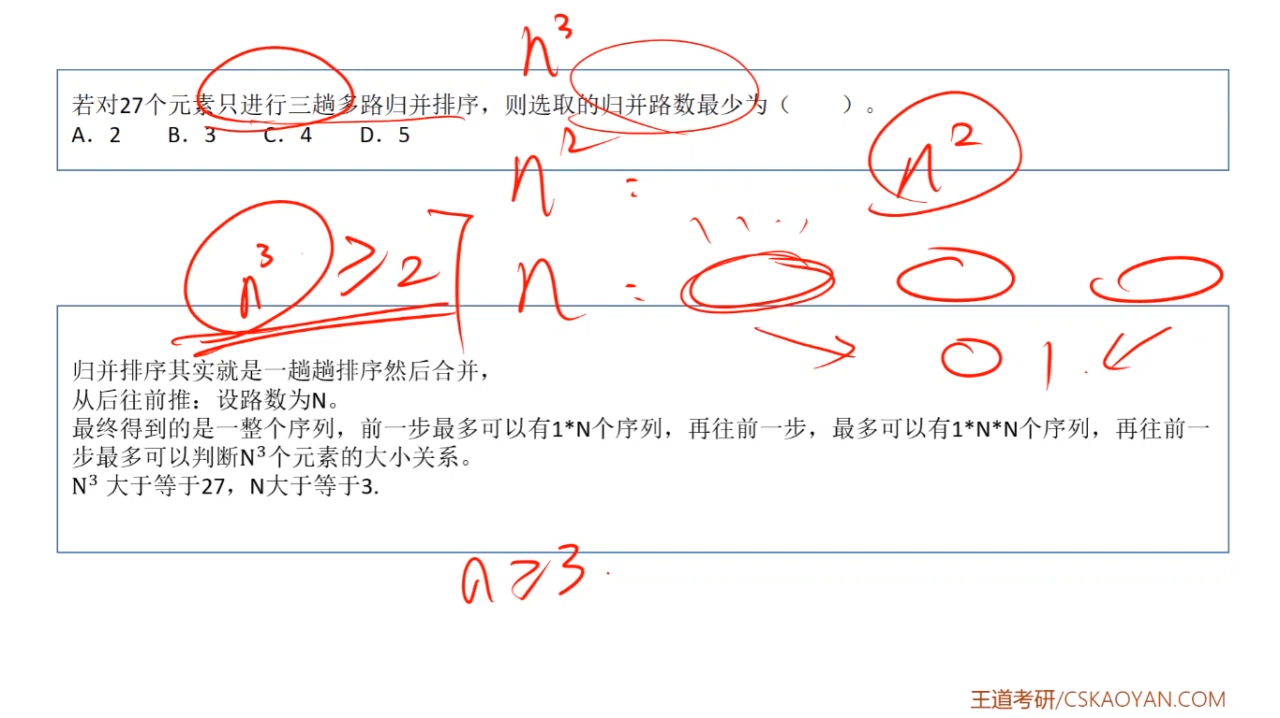 n³
若对27个元素只进行三趟多路归并排序，则选取的归并路数最少为（　　）。
A. 2　　B. 3　　C. 4　　D. 5
n² :
n²
n³ ≥ 27
n :
归并排序其实就是一趟趟排序然后合并，
从后往前推：设路数为N。
最终得到的是一整个序列，前一步最多可以有1*N个序列，再往前一步，最多可以有1*N*N个序列，再往前一
步最多可以判断N³个元素的大小关系。
N³ 大于等于27，N大于等于3.
n ≥ 3
王道考研/CSKAOYAN.COM